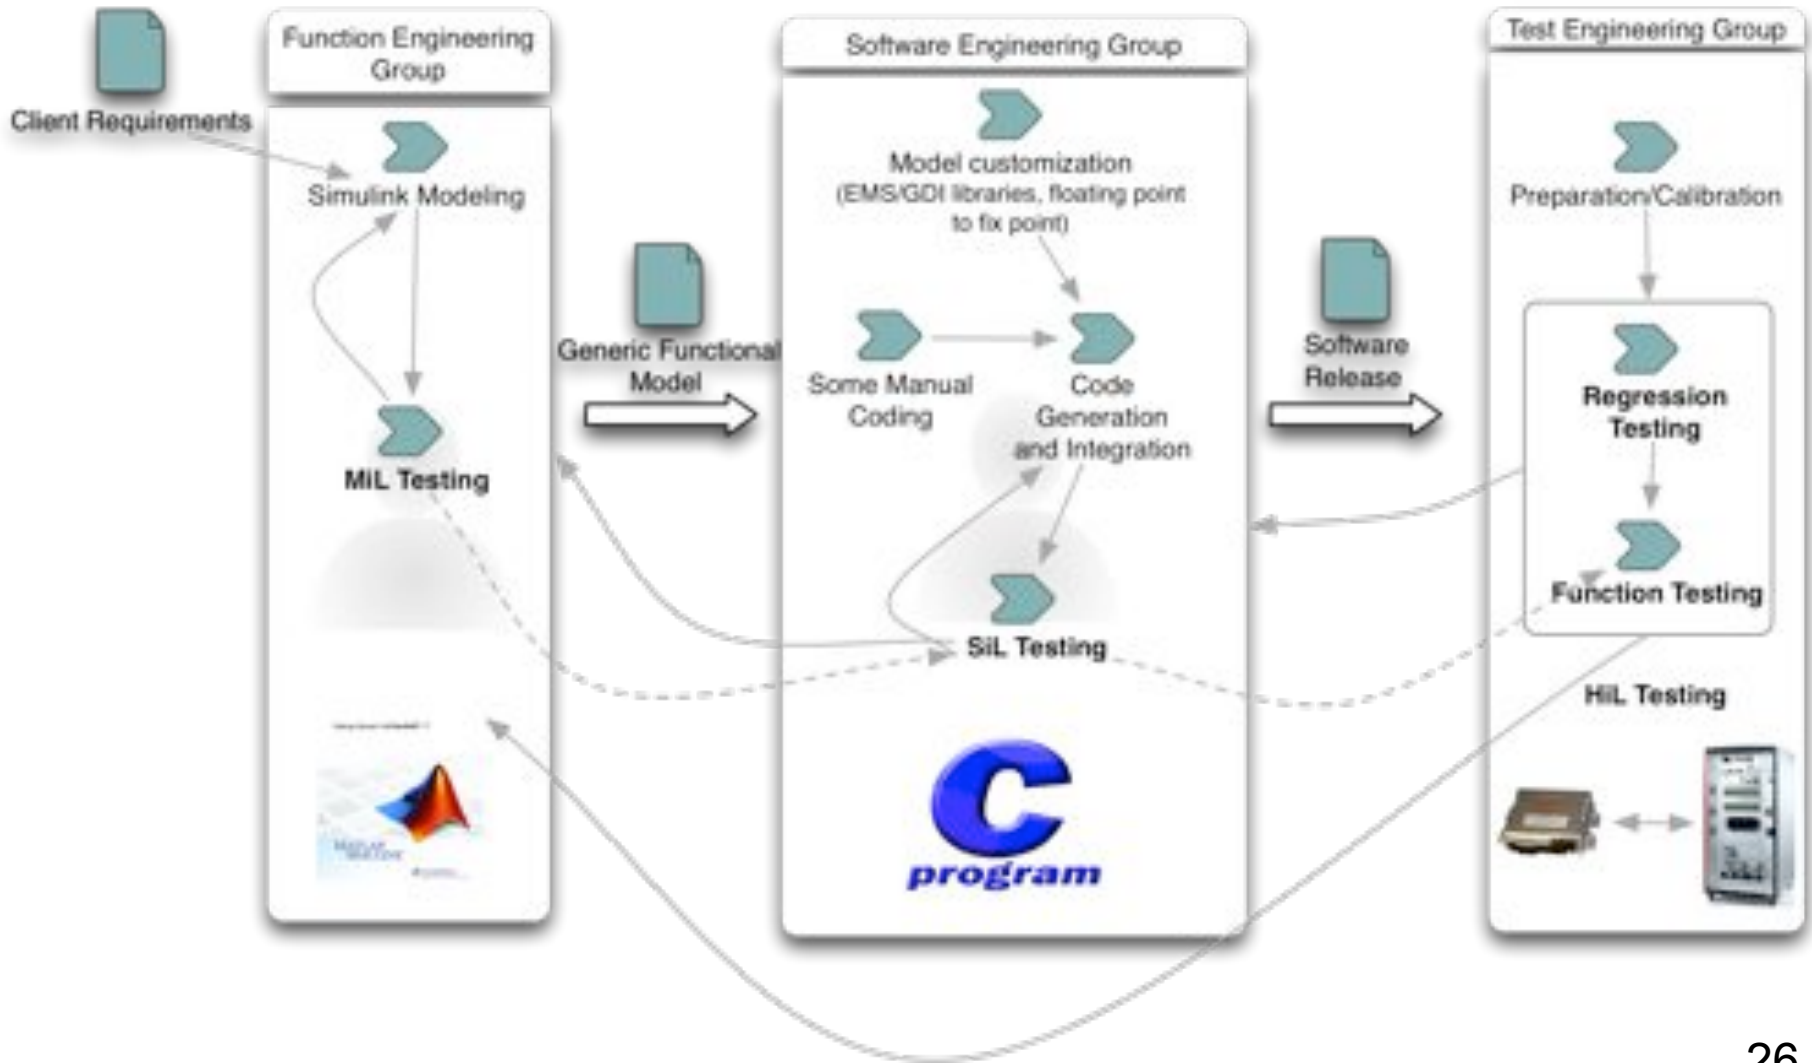 Client Requirements
Function Engineering
Group
Simulink Modeling
MiL Testing
Generic Functional
Model
Software Engineering Group
Model customization
(EMS/GDI libraries, floating point
to fix point)
Some Manual
Coding
Code
Generation
and Integration
SiL Testing
C
program
Software
Release
Test Engineering Group
Preparation/Calibration
Regression
Testing
Function Testing
HiL Testing
26